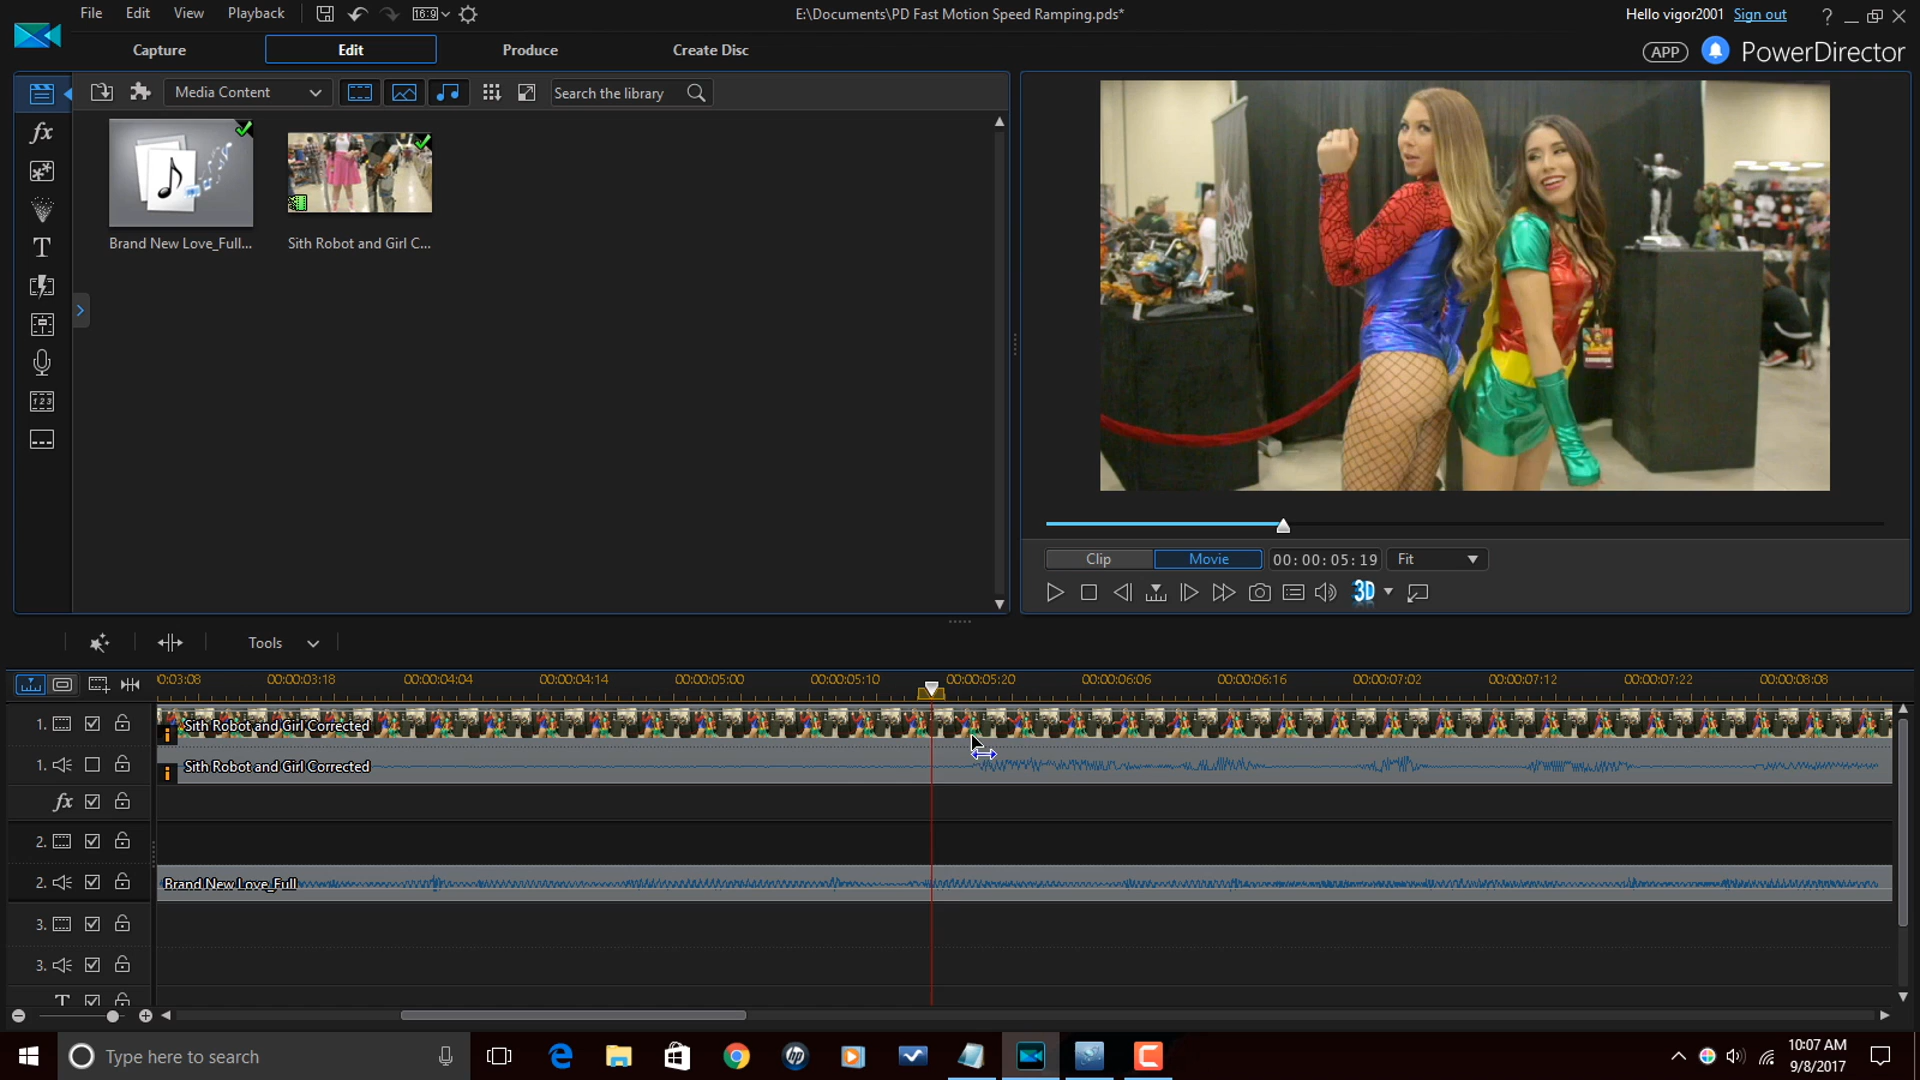 File Edit View Playback 16:9 E:\Documents\PD Fast Motion Speed Ramping.pds* Hello vigor2001 Sign out ?
Capture Edit Produce Create Disc APP PowerDirector
Media Content Search the library
fx
T
Brand New Love_Full... Sith Robot and Girl C...
123
Clip Movie 00:00:05:19 Fit
3D
Tools
0:03:08 00:00:03:18 00:00:04:04 00:00:04:14 00:00:05:00 00:00:05:10 00:00:05:20 00:00:06:06 00:00:06:16 00:00:07:02 00:00:07:12 00:00:07:22 00:00:08:08
1. i Sith Robot and Girl Corrected
1. i Sith Robot and Girl Corrected
fx
2.
2. Brand New Love_Full
3.
3.
T
Type here to search hp 10:07 AM
9/8/2017